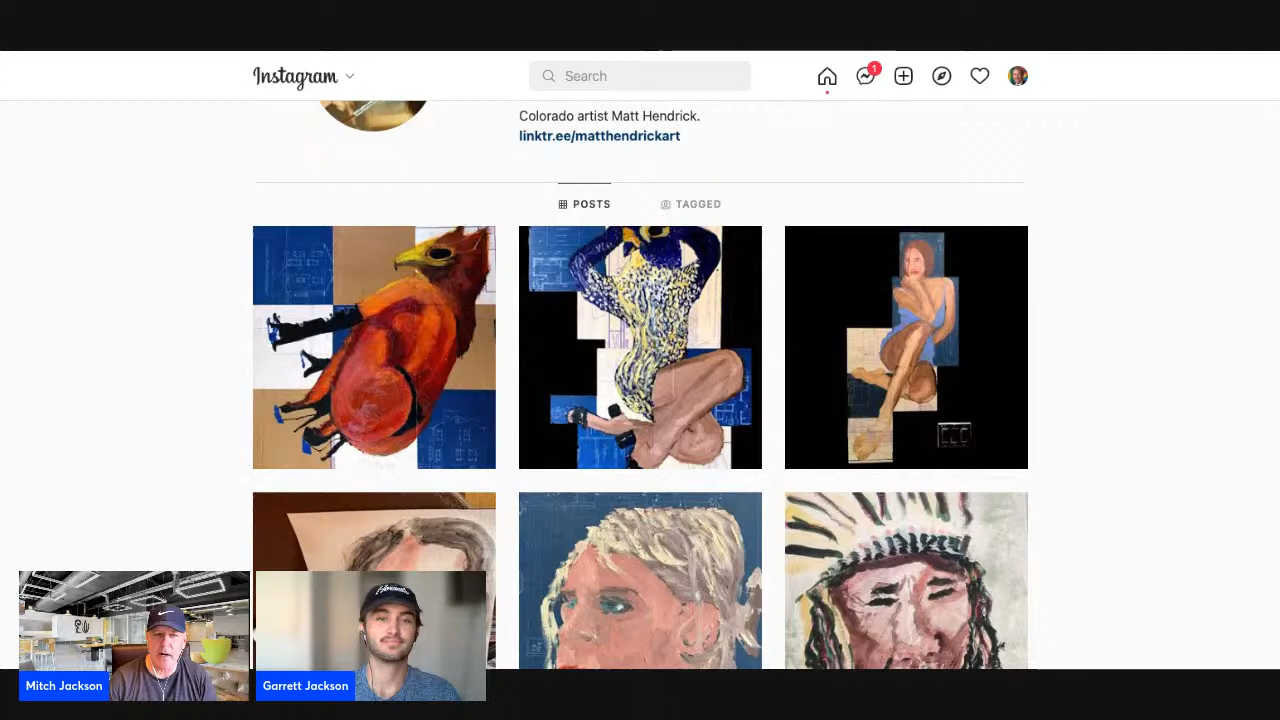 Instagram
Search
1
Colorado artist Matt Hendrick.
linktr.ee/matthendrickart
POSTS
TAGGED
Mitch Jackson
Garrett Jackson